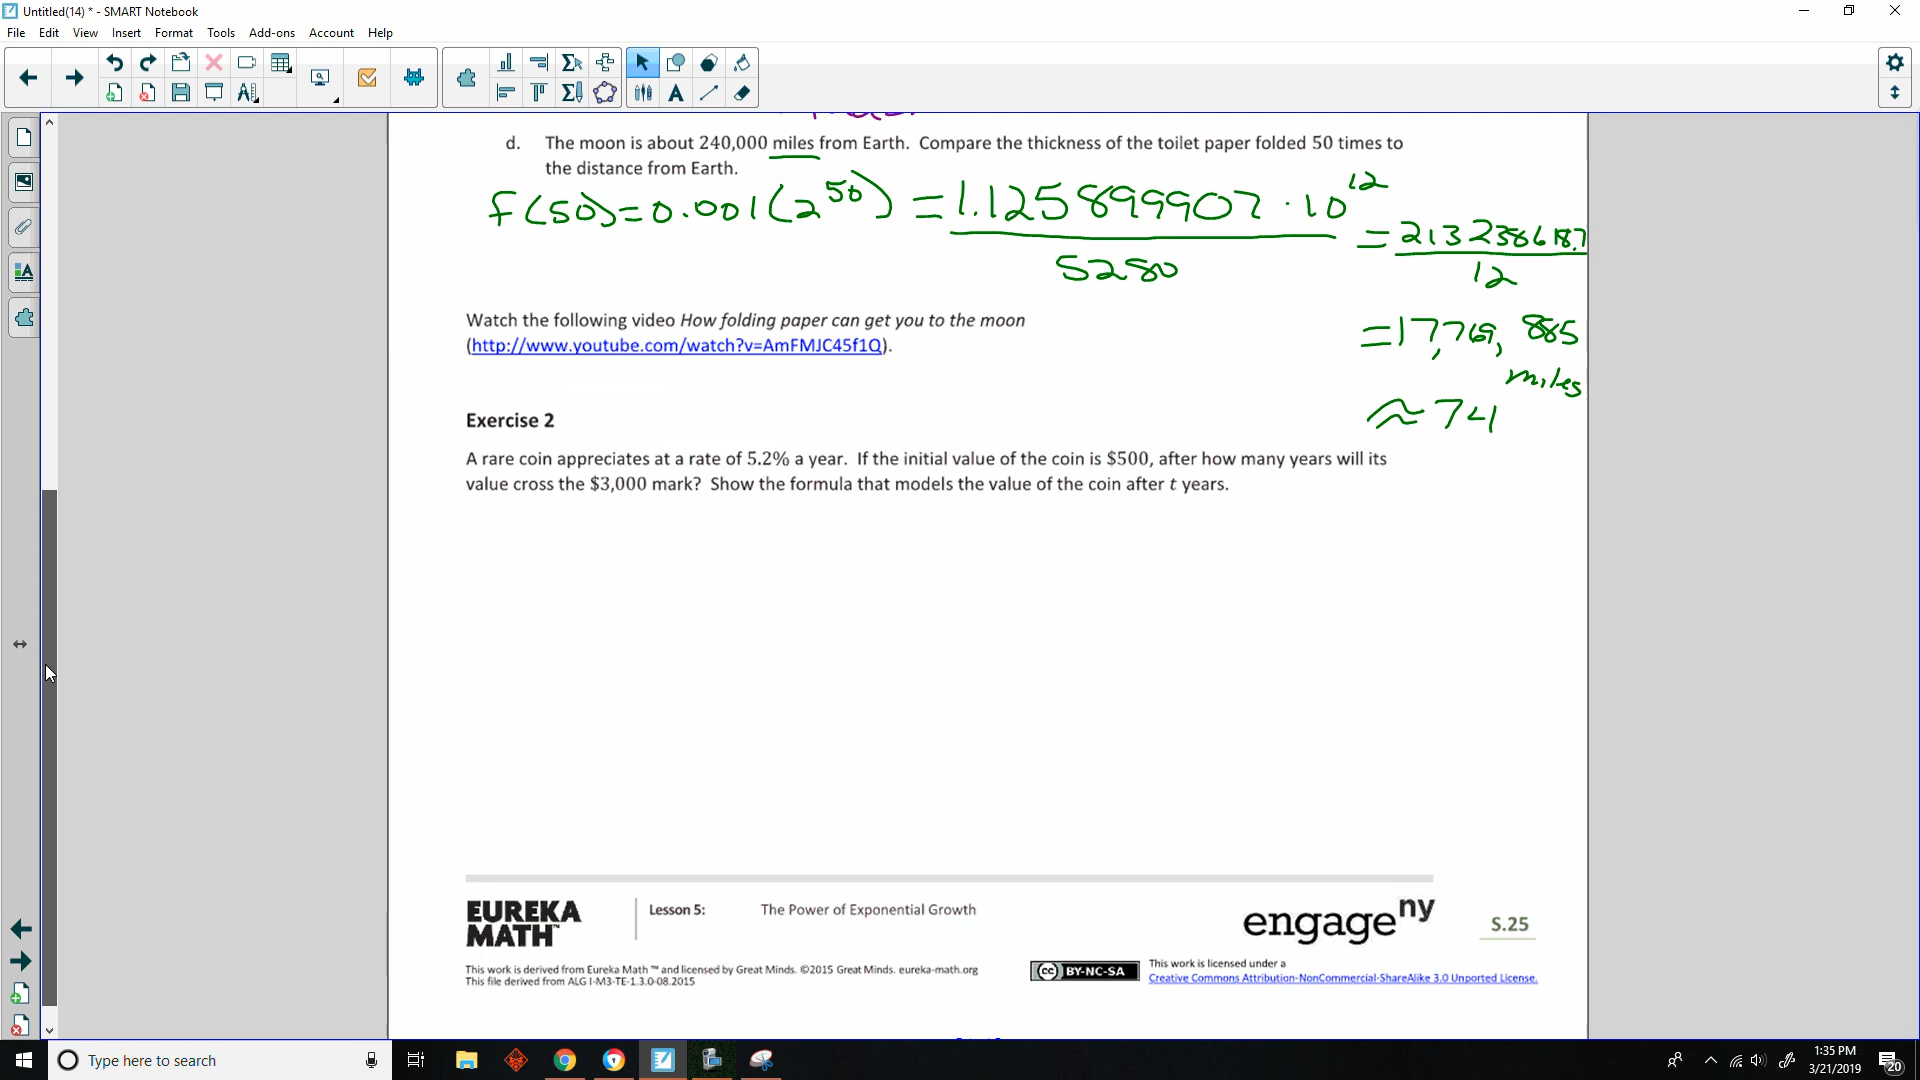 Untitled(14) * - SMART Notebook
File Edit View Insert Format Tools Add-ons Account Help
d. The moon is about 240,000 miles from Earth. Compare the thickness of the toilet paper folded 50 times to
the distance from Earth.
f(50)=0.001(2^50) = 1.125899907 · 10^12
5280
= 213238618.7
12
= 17,769,885
miles
≈ 74
Watch the following video How folding paper can get you to the moon
(http://www.youtube.com/watch?v=AmFMJC45f1Q).
Exercise 2
A rare coin appreciates at a rate of 5.2% a year. If the initial value of the coin is $500, after how many years will its
value cross the $3,000 mark? Show the formula that models the value of the coin after t years.
EUREKA
MATH™
Lesson 5: The Power of Exponential Growth
engage ny
S.25
This work is derived from Eureka Math ™ and licensed by Great Minds. ©2015 Great Minds. eureka-math.org
This file derived from ALG I-M3-TE-1.3.0-08.2015
CC BY-NC-SA
This work is licensed under a
Creative Commons Attribution-NonCommercial-ShareAlike 3.0 Unported License.
Type here to search
1:35 PM
3/21/2019
20